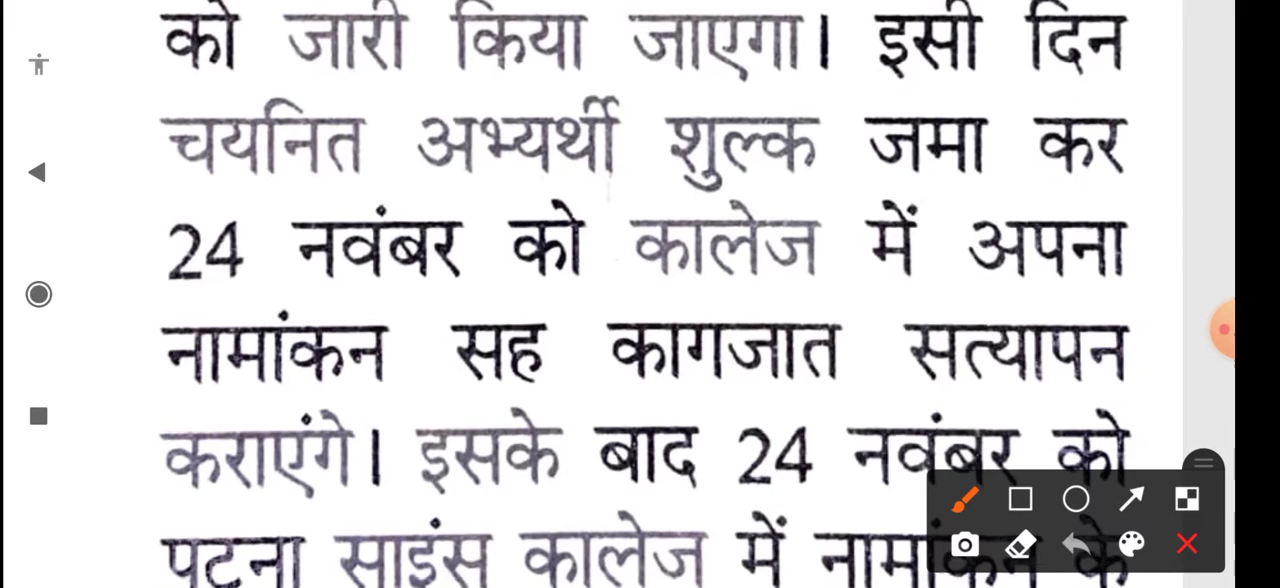 को जारी किया जाएगा। इसी दिन
चयनित अभ्यर्थी शुल्क जमा कर
24 नवंबर को कालेज में अपना
नामांकन सह कागजात सत्यापन
कराएंगे। इसके बाद 24 नवंबर को
पटना साइंस कालेज में नामांकन के